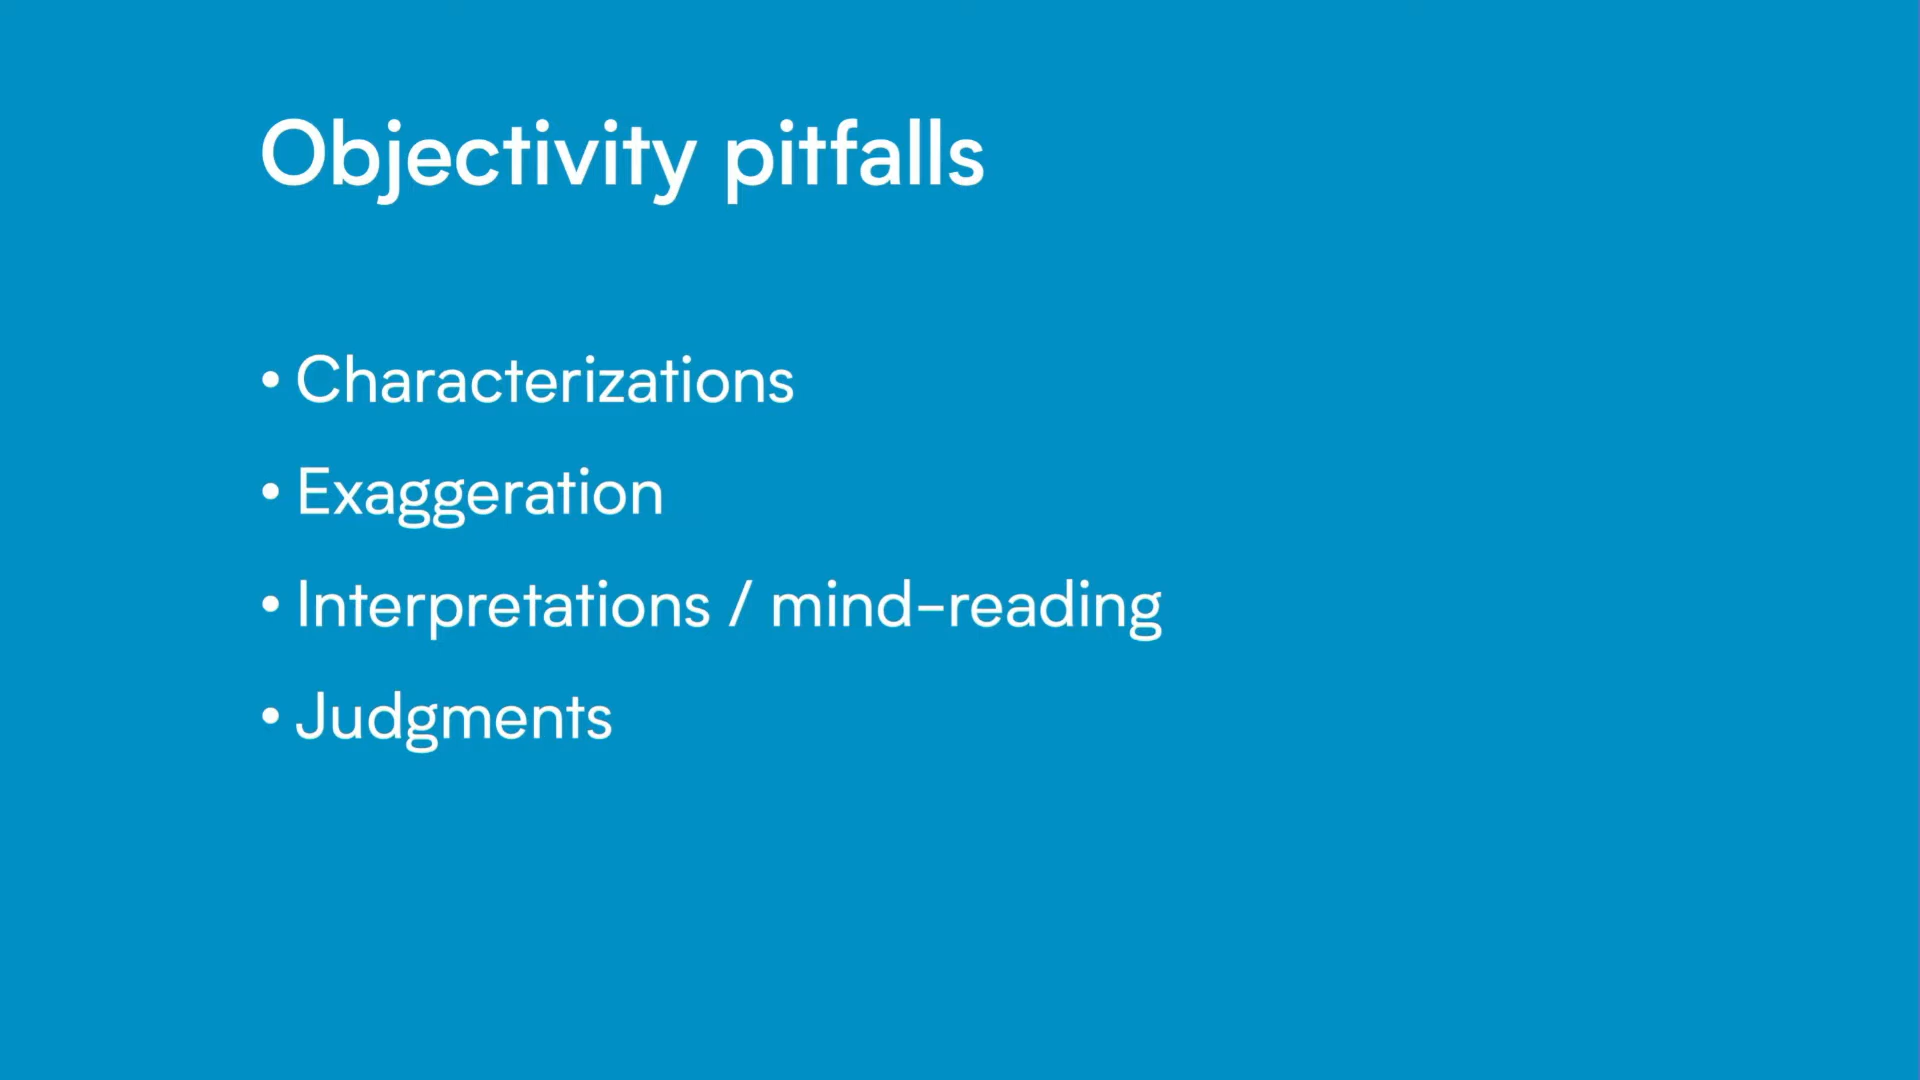 Objectivity pitfalls
• Characterizations
• Exaggeration
• Interpretations / mind-reading
• Judgments